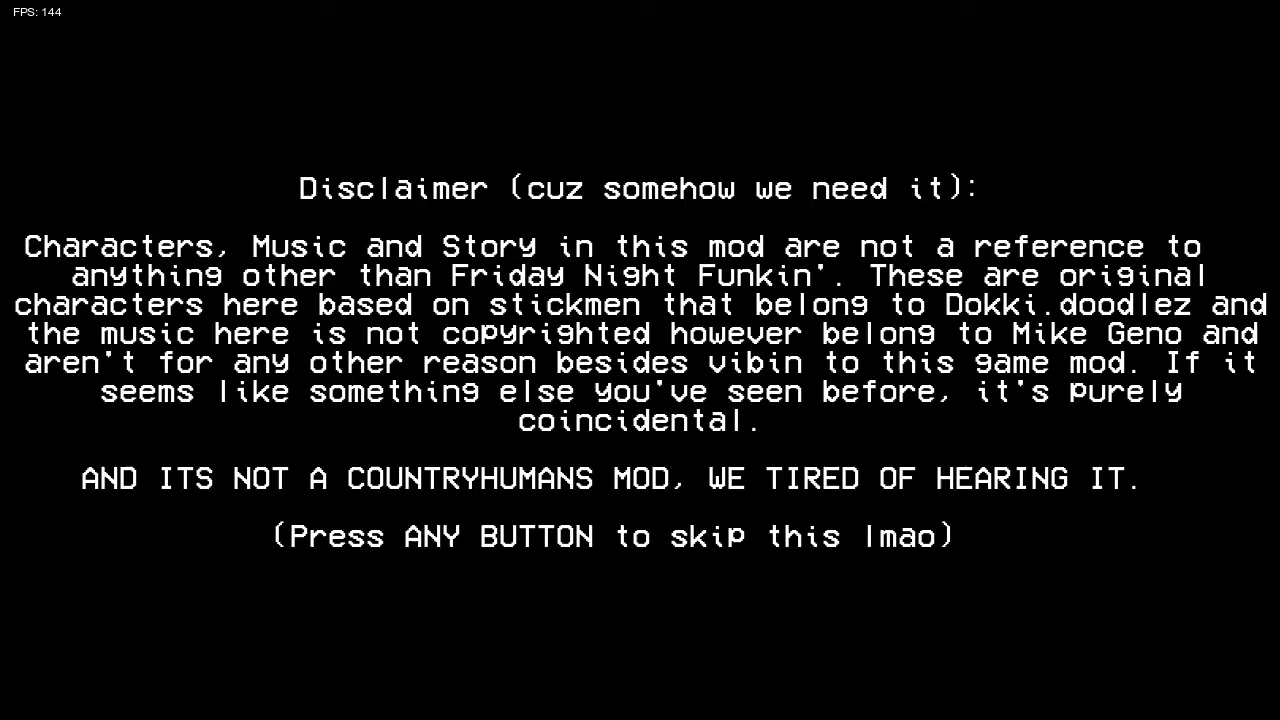 FPS: 144
Disclaimer (cuz somehow we need it):
Characters, Music and Story in this mod are not a reference to
anything other than Friday Night Funkin'. These are original
characters here based on stickmen that belong to Dokki.doodlez and
the music here is not copyrighted however belong to Mike Geno and
aren't for any other reason besides vibin to this game mod. If it
seems like something else you've seen before, it's purely
coincidental.
AND ITS NOT A COUNTRYHUMANS MOD, WE TIRED OF HEARING IT.
(Press ANY BUTTON to skip this lmao)